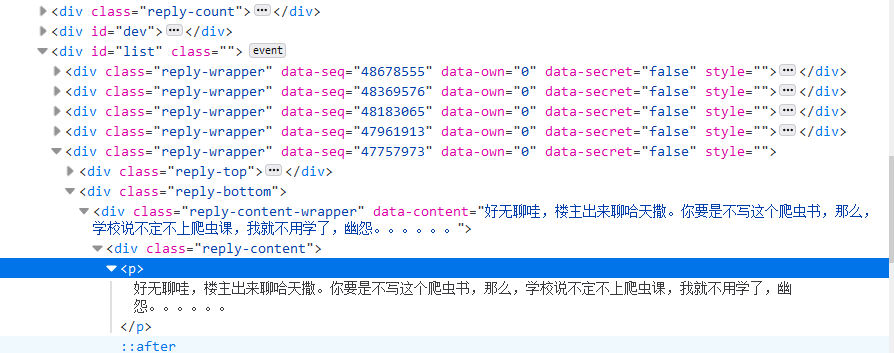 <div class="reply-count">…</div>
<div id="dev">…</div>
<div id="list" class=""> event
<div class="reply-wrapper" data-seq="48678555" data-own="0" data-secret="false" style="">…</div>
<div class="reply-wrapper" data-seq="48369576" data-own="0" data-secret="false" style="">…</div>
<div class="reply-wrapper" data-seq="48183065" data-own="0" data-secret="false" style="">…</div>
<div class="reply-wrapper" data-seq="47961913" data-own="0" data-secret="false" style="">…</div>
<div class="reply-wrapper" data-seq="47757973" data-own="0" data-secret="false" style="">
<div class="reply-top">…</div>
<div class="reply-bottom">
<div class="reply-content-wrapper" data-content="好无聊哇，楼主出来聊哈天撒。你要是不写这个爬虫书，那么，
学校说不定不上爬虫课，我就不用学了，幽怨。。。。。。">
<div class="reply-content">
<p>
好无聊哇，楼主出来聊哈天撒。你要是不写这个爬虫书，那么，学校说不定不上爬虫课，我就不用学了，幽
怨。。。。。。
</p>
::after